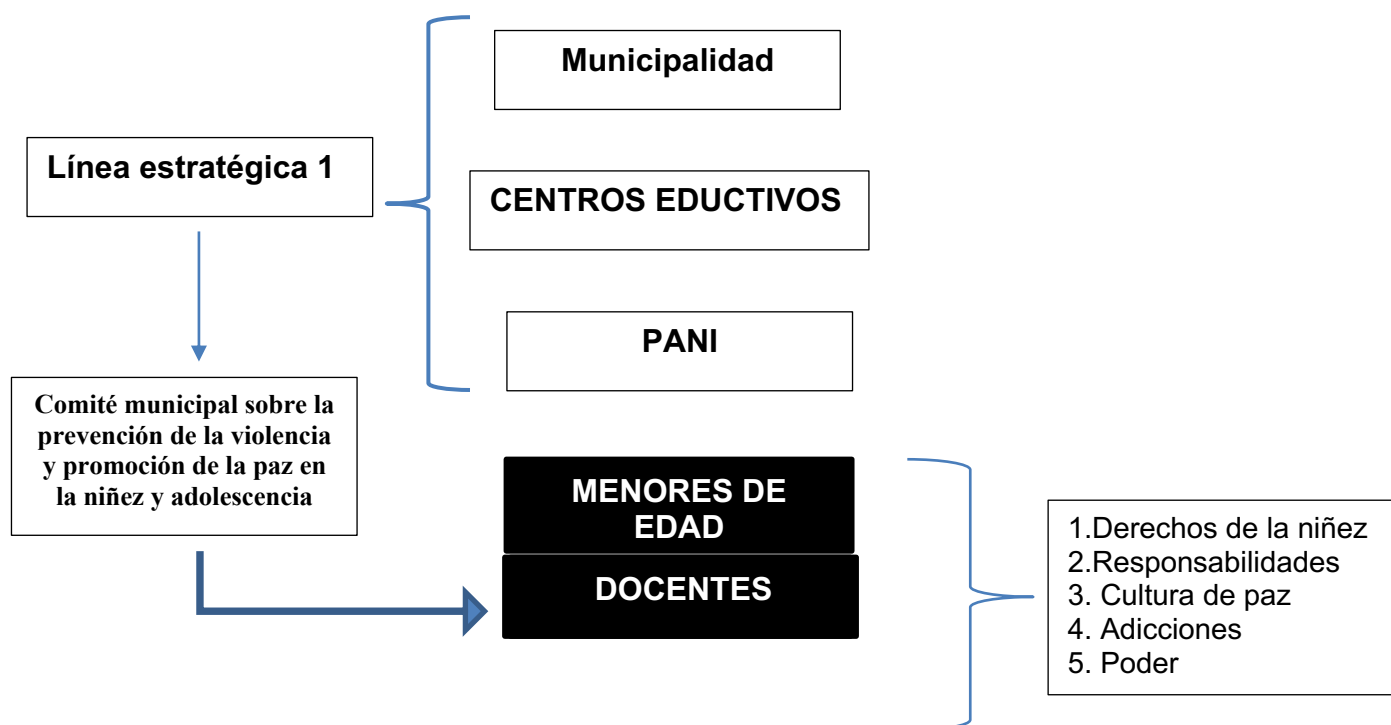 Municipalidad
Línea estratégica 1
CENTROS EDUCTIVOS
PANI
Comité municipal sobre la
prevención de la violencia
y promoción de la paz en
la niñez y adolescencia
MENORES DE
EDAD
DOCENTES
1.Derechos de la niñez
2.Responsabilidades
3. Cultura de paz
4. Adicciones
5. Poder